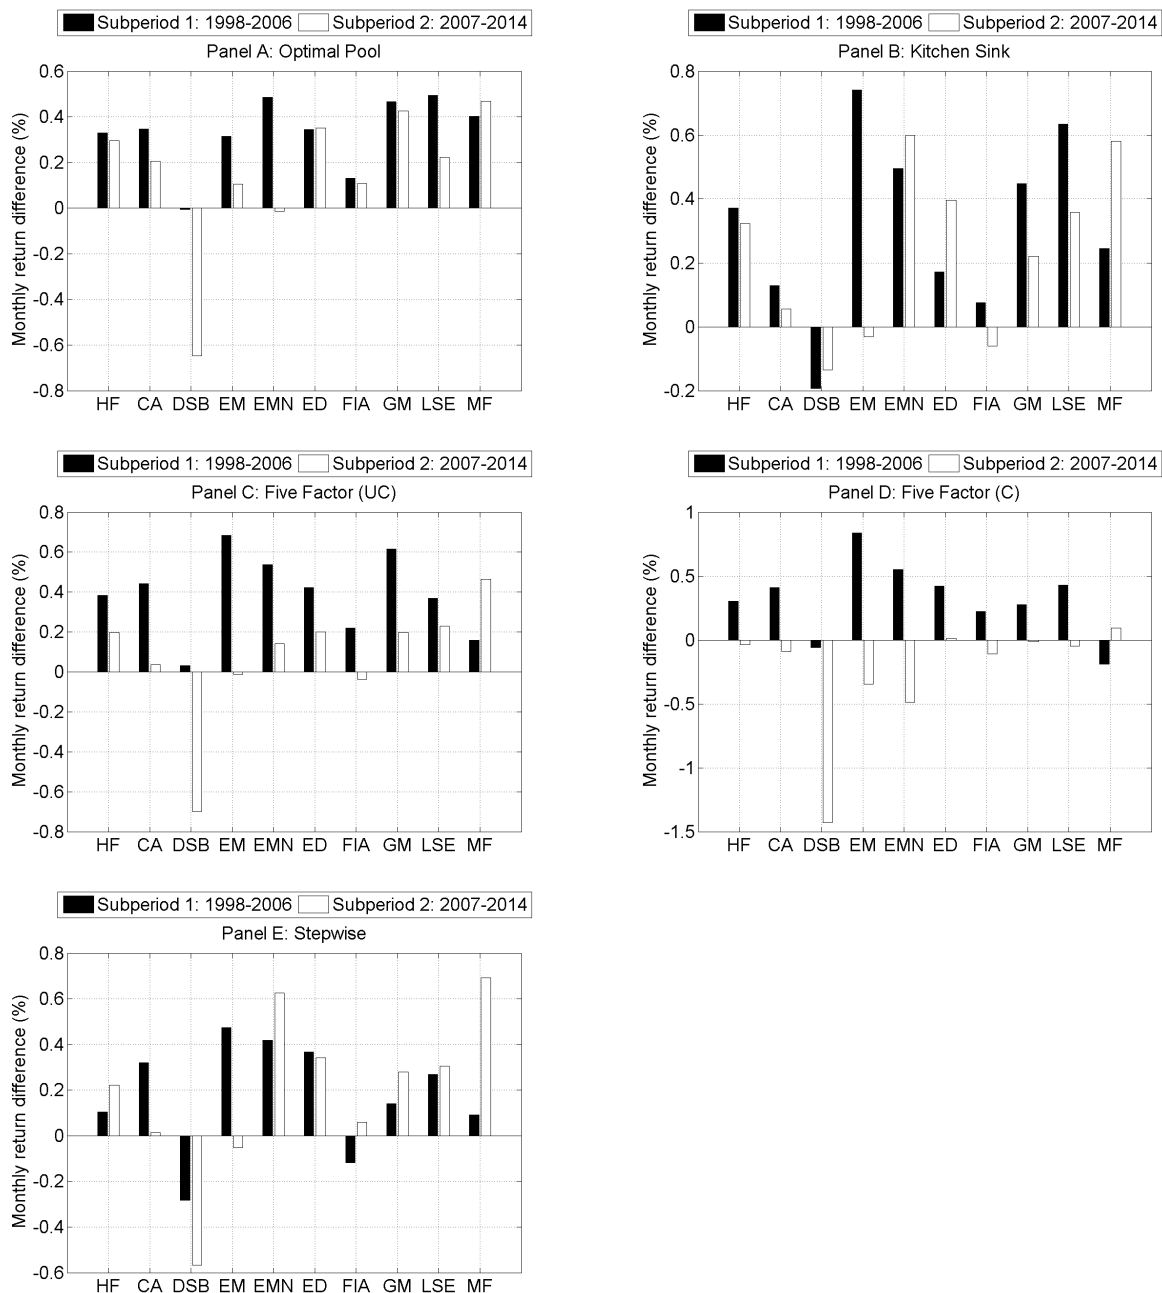 Subperiod 1: 1998-2006 Subperiod 2: 2007-2014
Panel A: Optimal Pool
Monthly return difference (%)
0.6
0.4
0.2
0
-0.2
-0.4
-0.6
-0.8
HF CA DSB EM EMN ED FIA GM LSE MF
Subperiod 1: 1998-2006 Subperiod 2: 2007-2014
Panel B: Kitchen Sink
Monthly return difference (%)
0.8
0.6
0.4
0.2
0
-0.2
HF CA DSB EM EMN ED FIA GM LSE MF
Subperiod 1: 1998-2006 Subperiod 2: 2007-2014
Panel C: Five Factor (UC)
Monthly return difference (%)
0.8
0.6
0.4
0.2
0
-0.2
-0.4
-0.6
-0.8
HF CA DSB EM EMN ED FIA GM LSE MF
Subperiod 1: 1998-2006 Subperiod 2: 2007-2014
Panel D: Five Factor (C)
Monthly return difference (%)
1
0.5
0
-0.5
-1
-1.5
HF CA DSB EM EMN ED FIA GM LSE MF
Subperiod 1: 1998-2006 Subperiod 2: 2007-2014
Panel E: Stepwise
Monthly return difference (%)
0.8
0.6
0.4
0.2
0
-0.2
-0.4
-0.6
HF CA DSB EM EMN ED FIA GM LSE MF